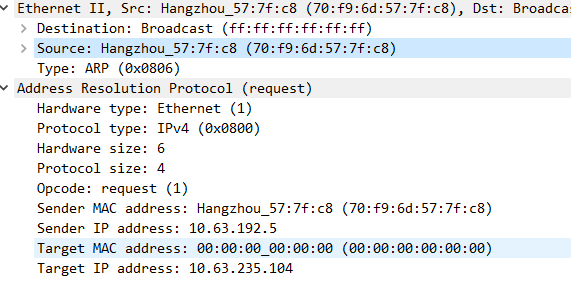 Ethernet II, Src: Hangzhou_57:7f:c8 (70:f9:6d:57:7f:c8), Dst: Broadca
Destination: Broadcast (ff:ff:ff:ff:ff:ff)
Source: Hangzhou_57:7f:c8 (70:f9:6d:57:7f:c8)
Type: ARP (0x0806)
Address Resolution Protocol (request)
Hardware type: Ethernet (1)
Protocol type: IPv4 (0x0800)
Hardware size: 6
Protocol size: 4
Opcode: request (1)
Sender MAC address: Hangzhou_57:7f:c8 (70:f9:6d:57:7f:c8)
Sender IP address: 10.63.192.5
Target MAC address: 00:00:00_00:00:00 (00:00:00:00:00:00)
Target IP address: 10.63.235.104